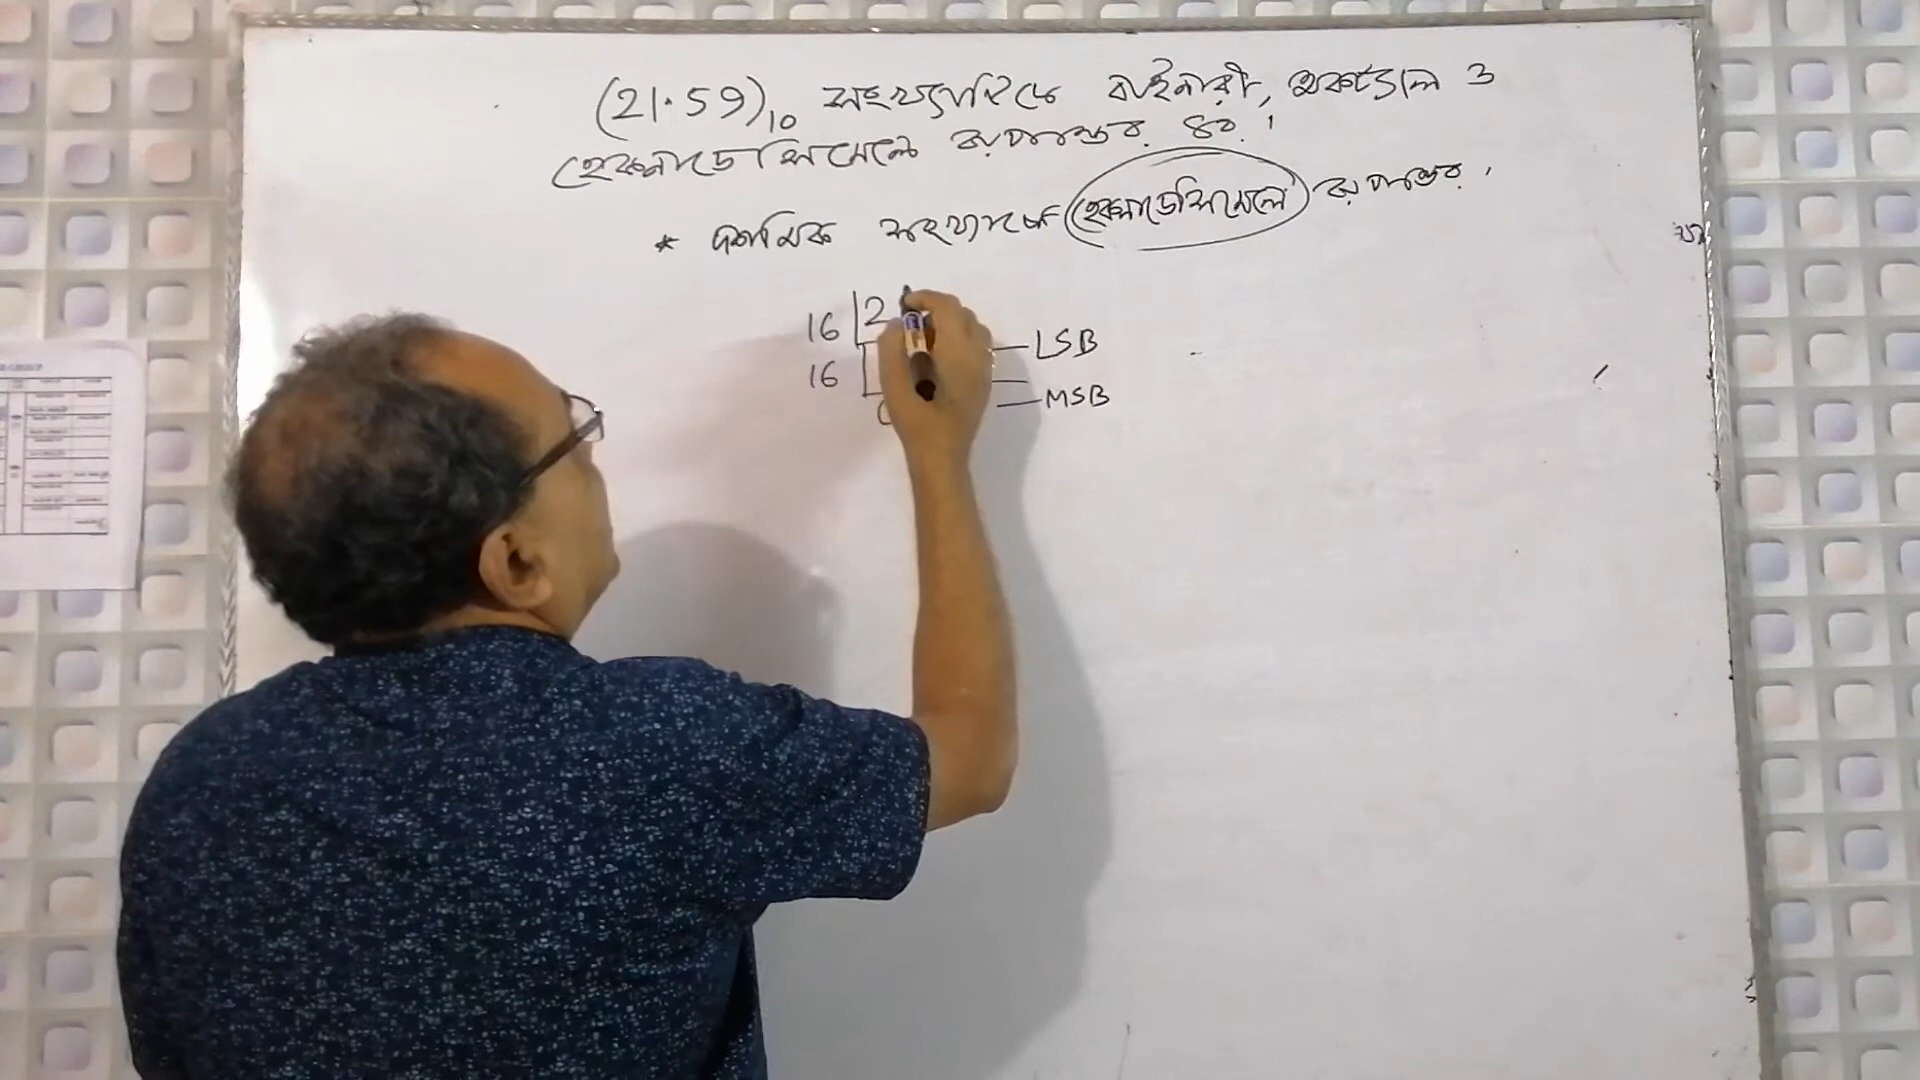 (21.59)₁₀ সংখ্যাটিকে বাইনারী, অকট্যাল ও
হেক্সাডেসিমেলে রূপান্তর কর।
* দশমিক সংখ্যাকে হেক্সাডেসিমেলে রূপান্তর।
16 2
LSB
16
MSB